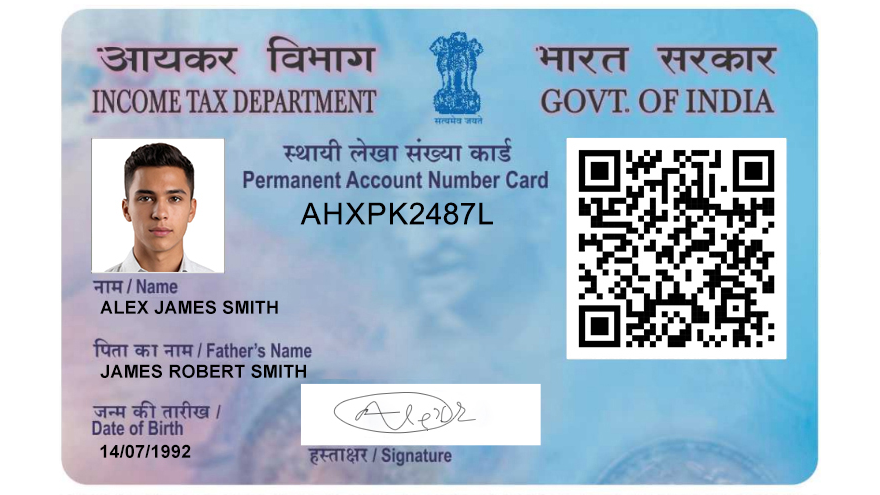 आयकर विभाग
INCOME TAX DEPARTMENT
सत्यमेव जयते
भारत सरकार
GOVT. OF INDIA
स्थायी लेखा संख्या कार्ड
Permanent Account Number Card
AHXPK2487L
नाम / Name
ALEX JAMES SMITH
पिता का नाम / Father's Name
JAMES ROBERT SMITH
जन्म की तारीख /
Date of Birth
14/07/1992
हस्ताक्षर / Signature